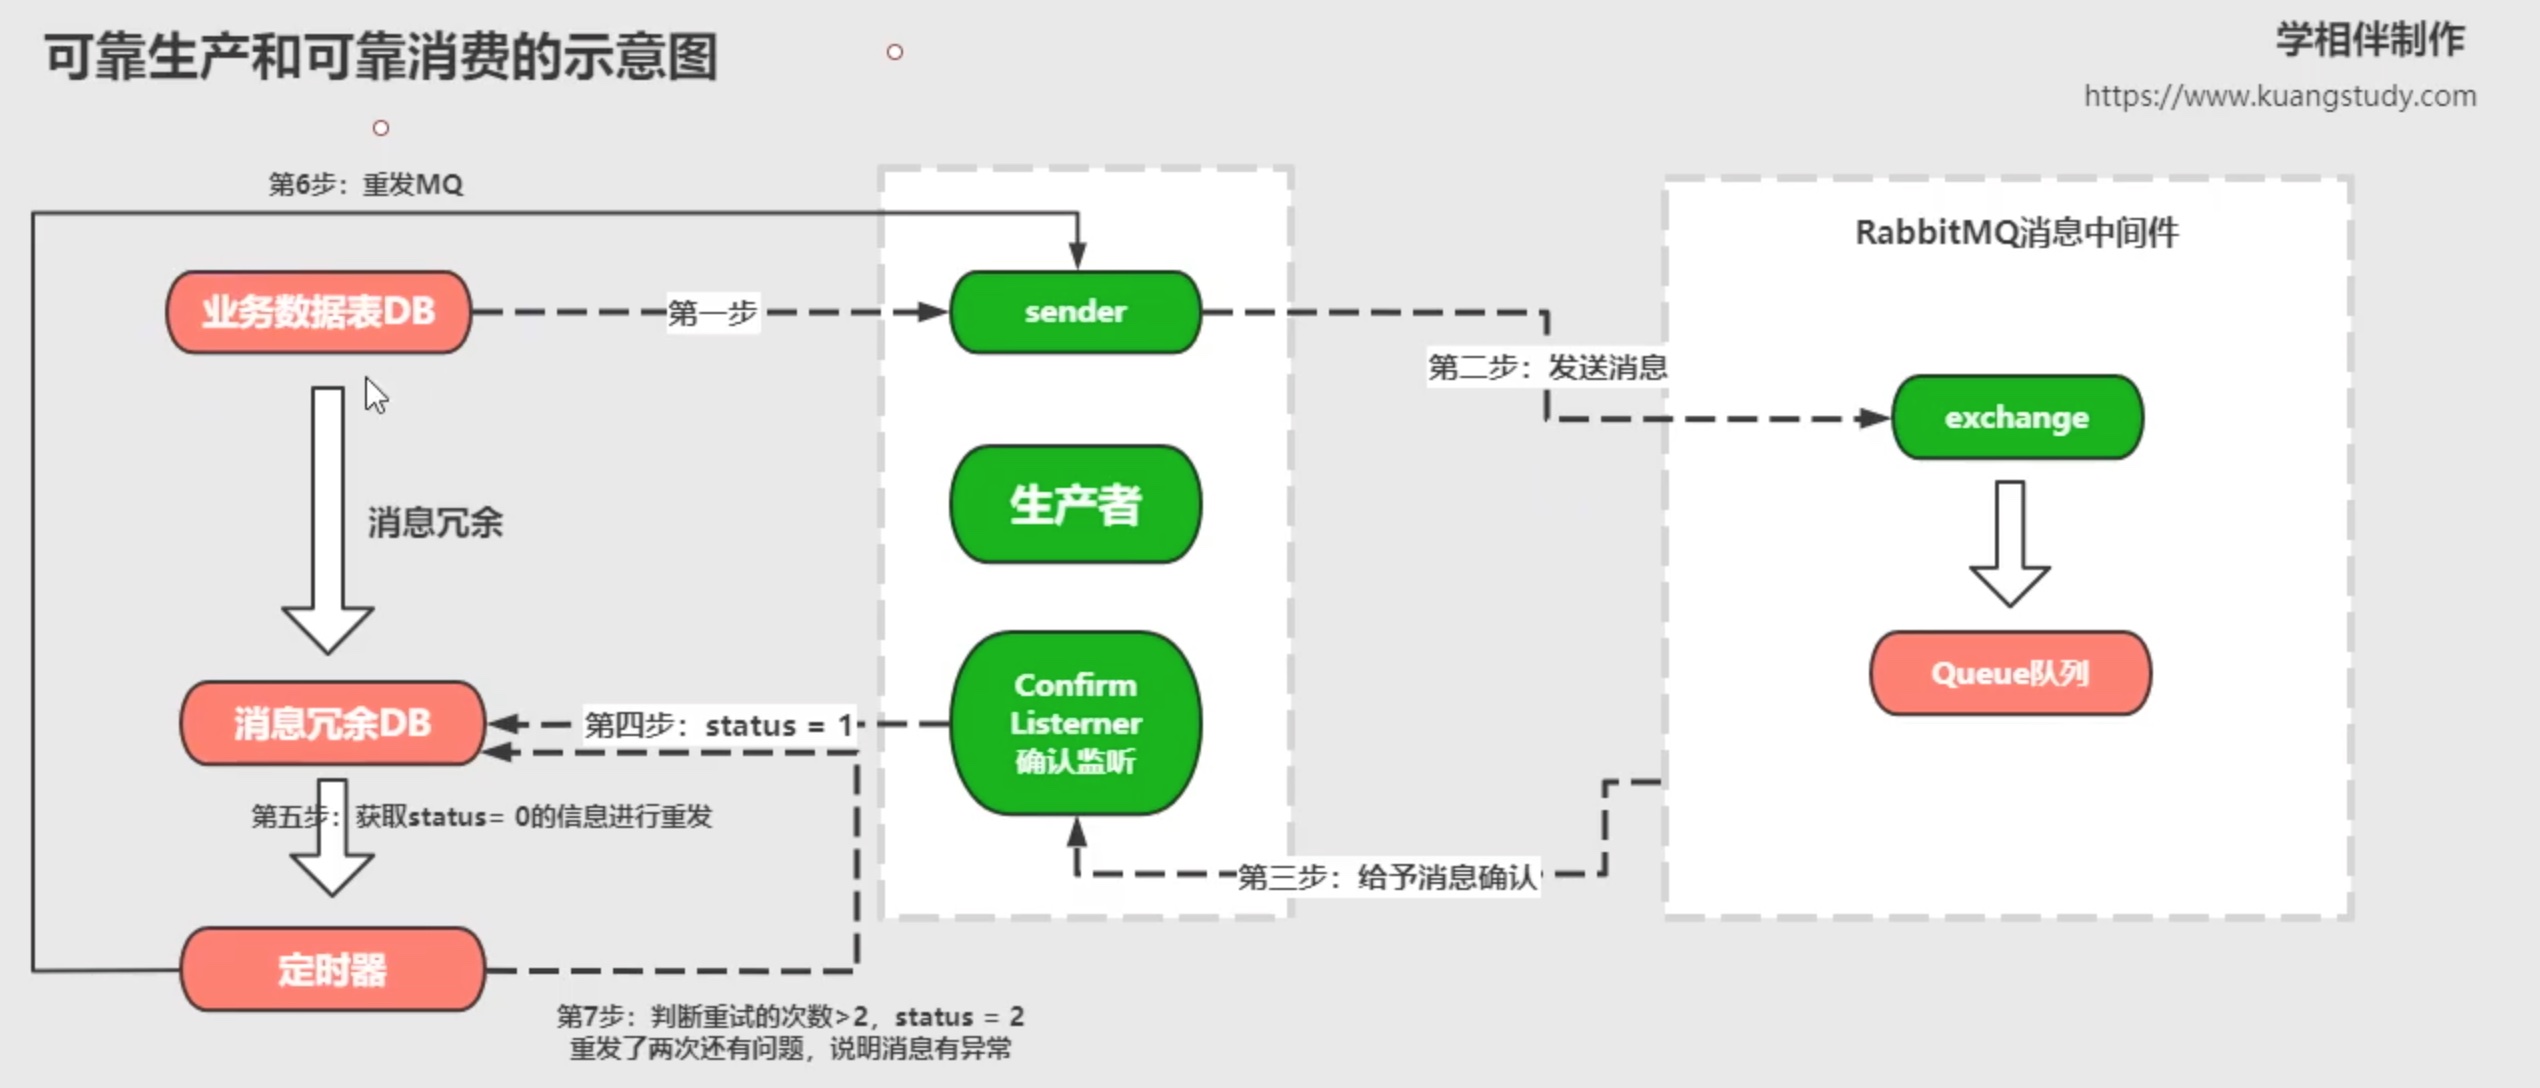 可靠生产和可靠消费的示意图
学相伴制作
https://www.kuangstudy.com
第6步：重发MQ
RabbitMQ消息中间件
业务数据表DB
第一步
sender
第二步：发送消息
exchange
生产者
消息冗余
Queue队列
Confirm
Listerner
确认监听
消息冗余DB
第四步：status = 1
第五步：获取status= 0的信息进行重发
第三步：给予消息确认
定时器
第7步：判断重试的次数>2，status = 2
重发了两次还有问题，说明消息有异常